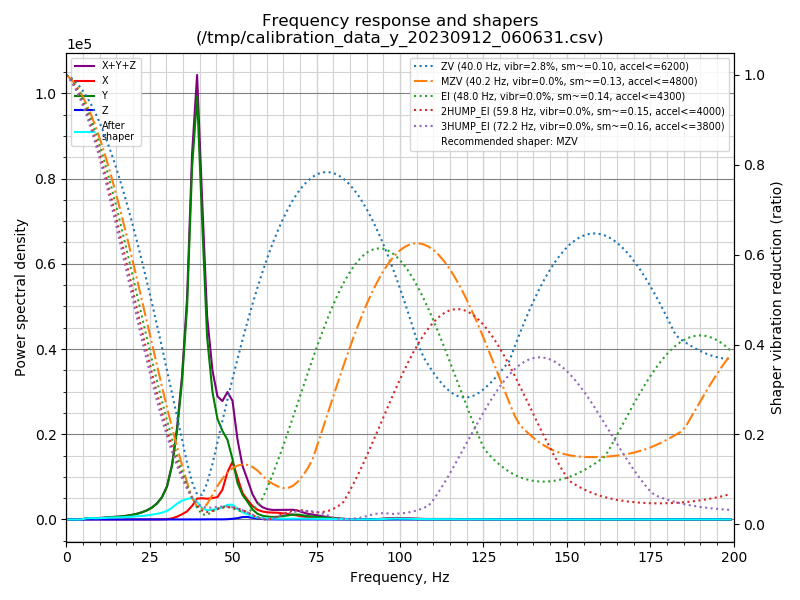 Frequency response and shapers
(/tmp/calibration_data_y_20230912_060631.csv)
1e5
X+Y+Z
X
Y
Z
After
shaper
ZV (40.0 Hz, vibr=2.8%, sm~=0.10, accel<=6200)
MZV (40.2 Hz, vibr=0.0%, sm~=0.13, accel<=4800)
EI (48.0 Hz, vibr=0.0%, sm~=0.14, accel<=4300)
2HUMP_EI (59.8 Hz, vibr=0.0%, sm~=0.15, accel<=4000)
3HUMP_EI (72.2 Hz, vibr=0.0%, sm~=0.16, accel<=3800)
Recommended shaper: MZV
Power spectral density
1.0
0.8
0.6
0.4
0.2
0.0
1.0
0.8
0.6
0.4
0.2
0.0
Shaper vibration reduction (ratio)
0 25 50 75 100 125 150 175 200
Frequency, Hz